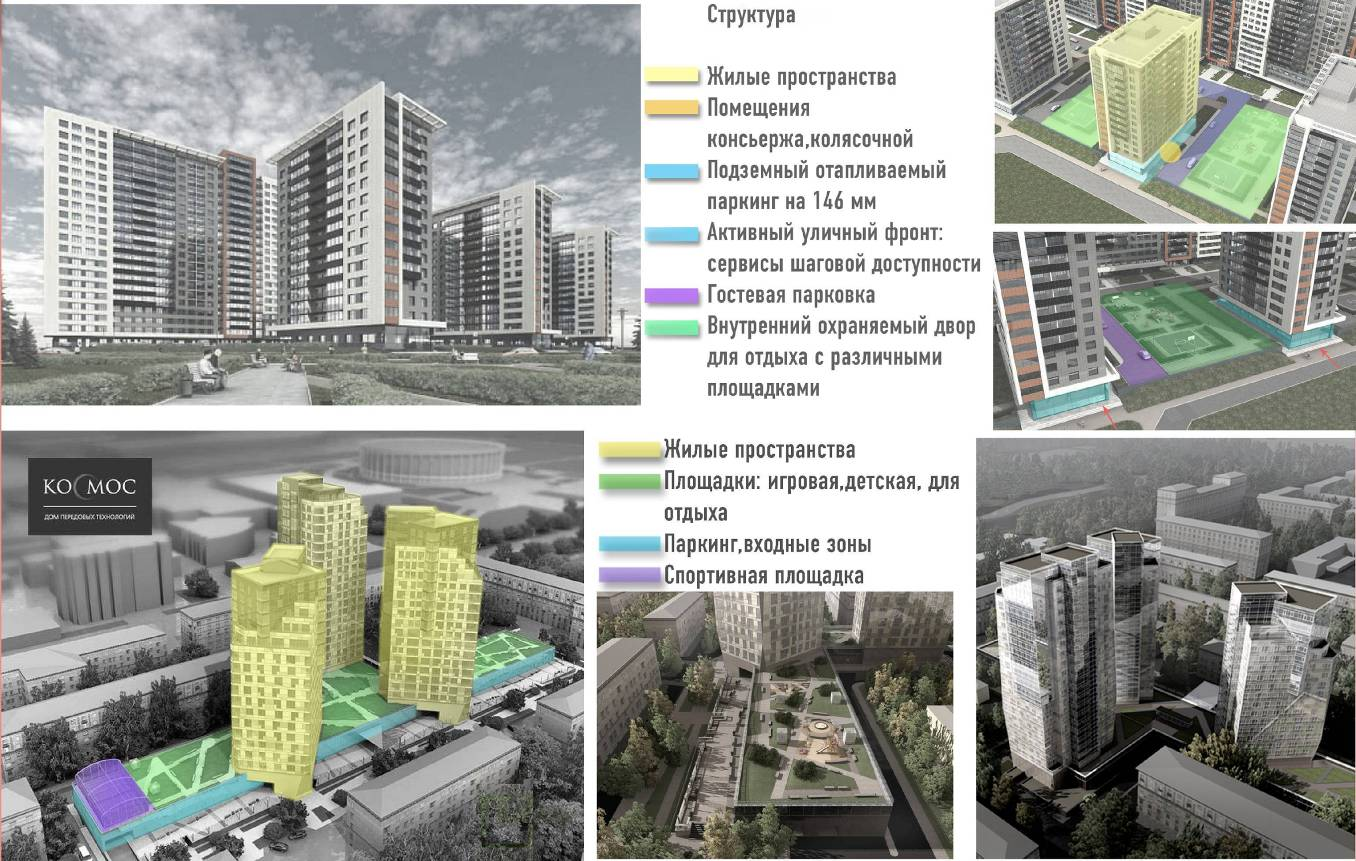 Структура
Жилые пространства
Помещения
консьержа,колясочной
Подземный отапливаемый
паркинг на 146 мм
Активный уличный фронт:
сервисы шаговой доступности
Гостевая парковка
Внутренний охраняемый двор
для отдыха с различными
площадками
КОСМОС
ДОМ ПЕРЕДОВЫХ ТЕХНОЛОГИЙ
Жилые пространства
Площадки: игровая,детская, для
отдыха
Паркинг,входные зоны
Спортивная площадка